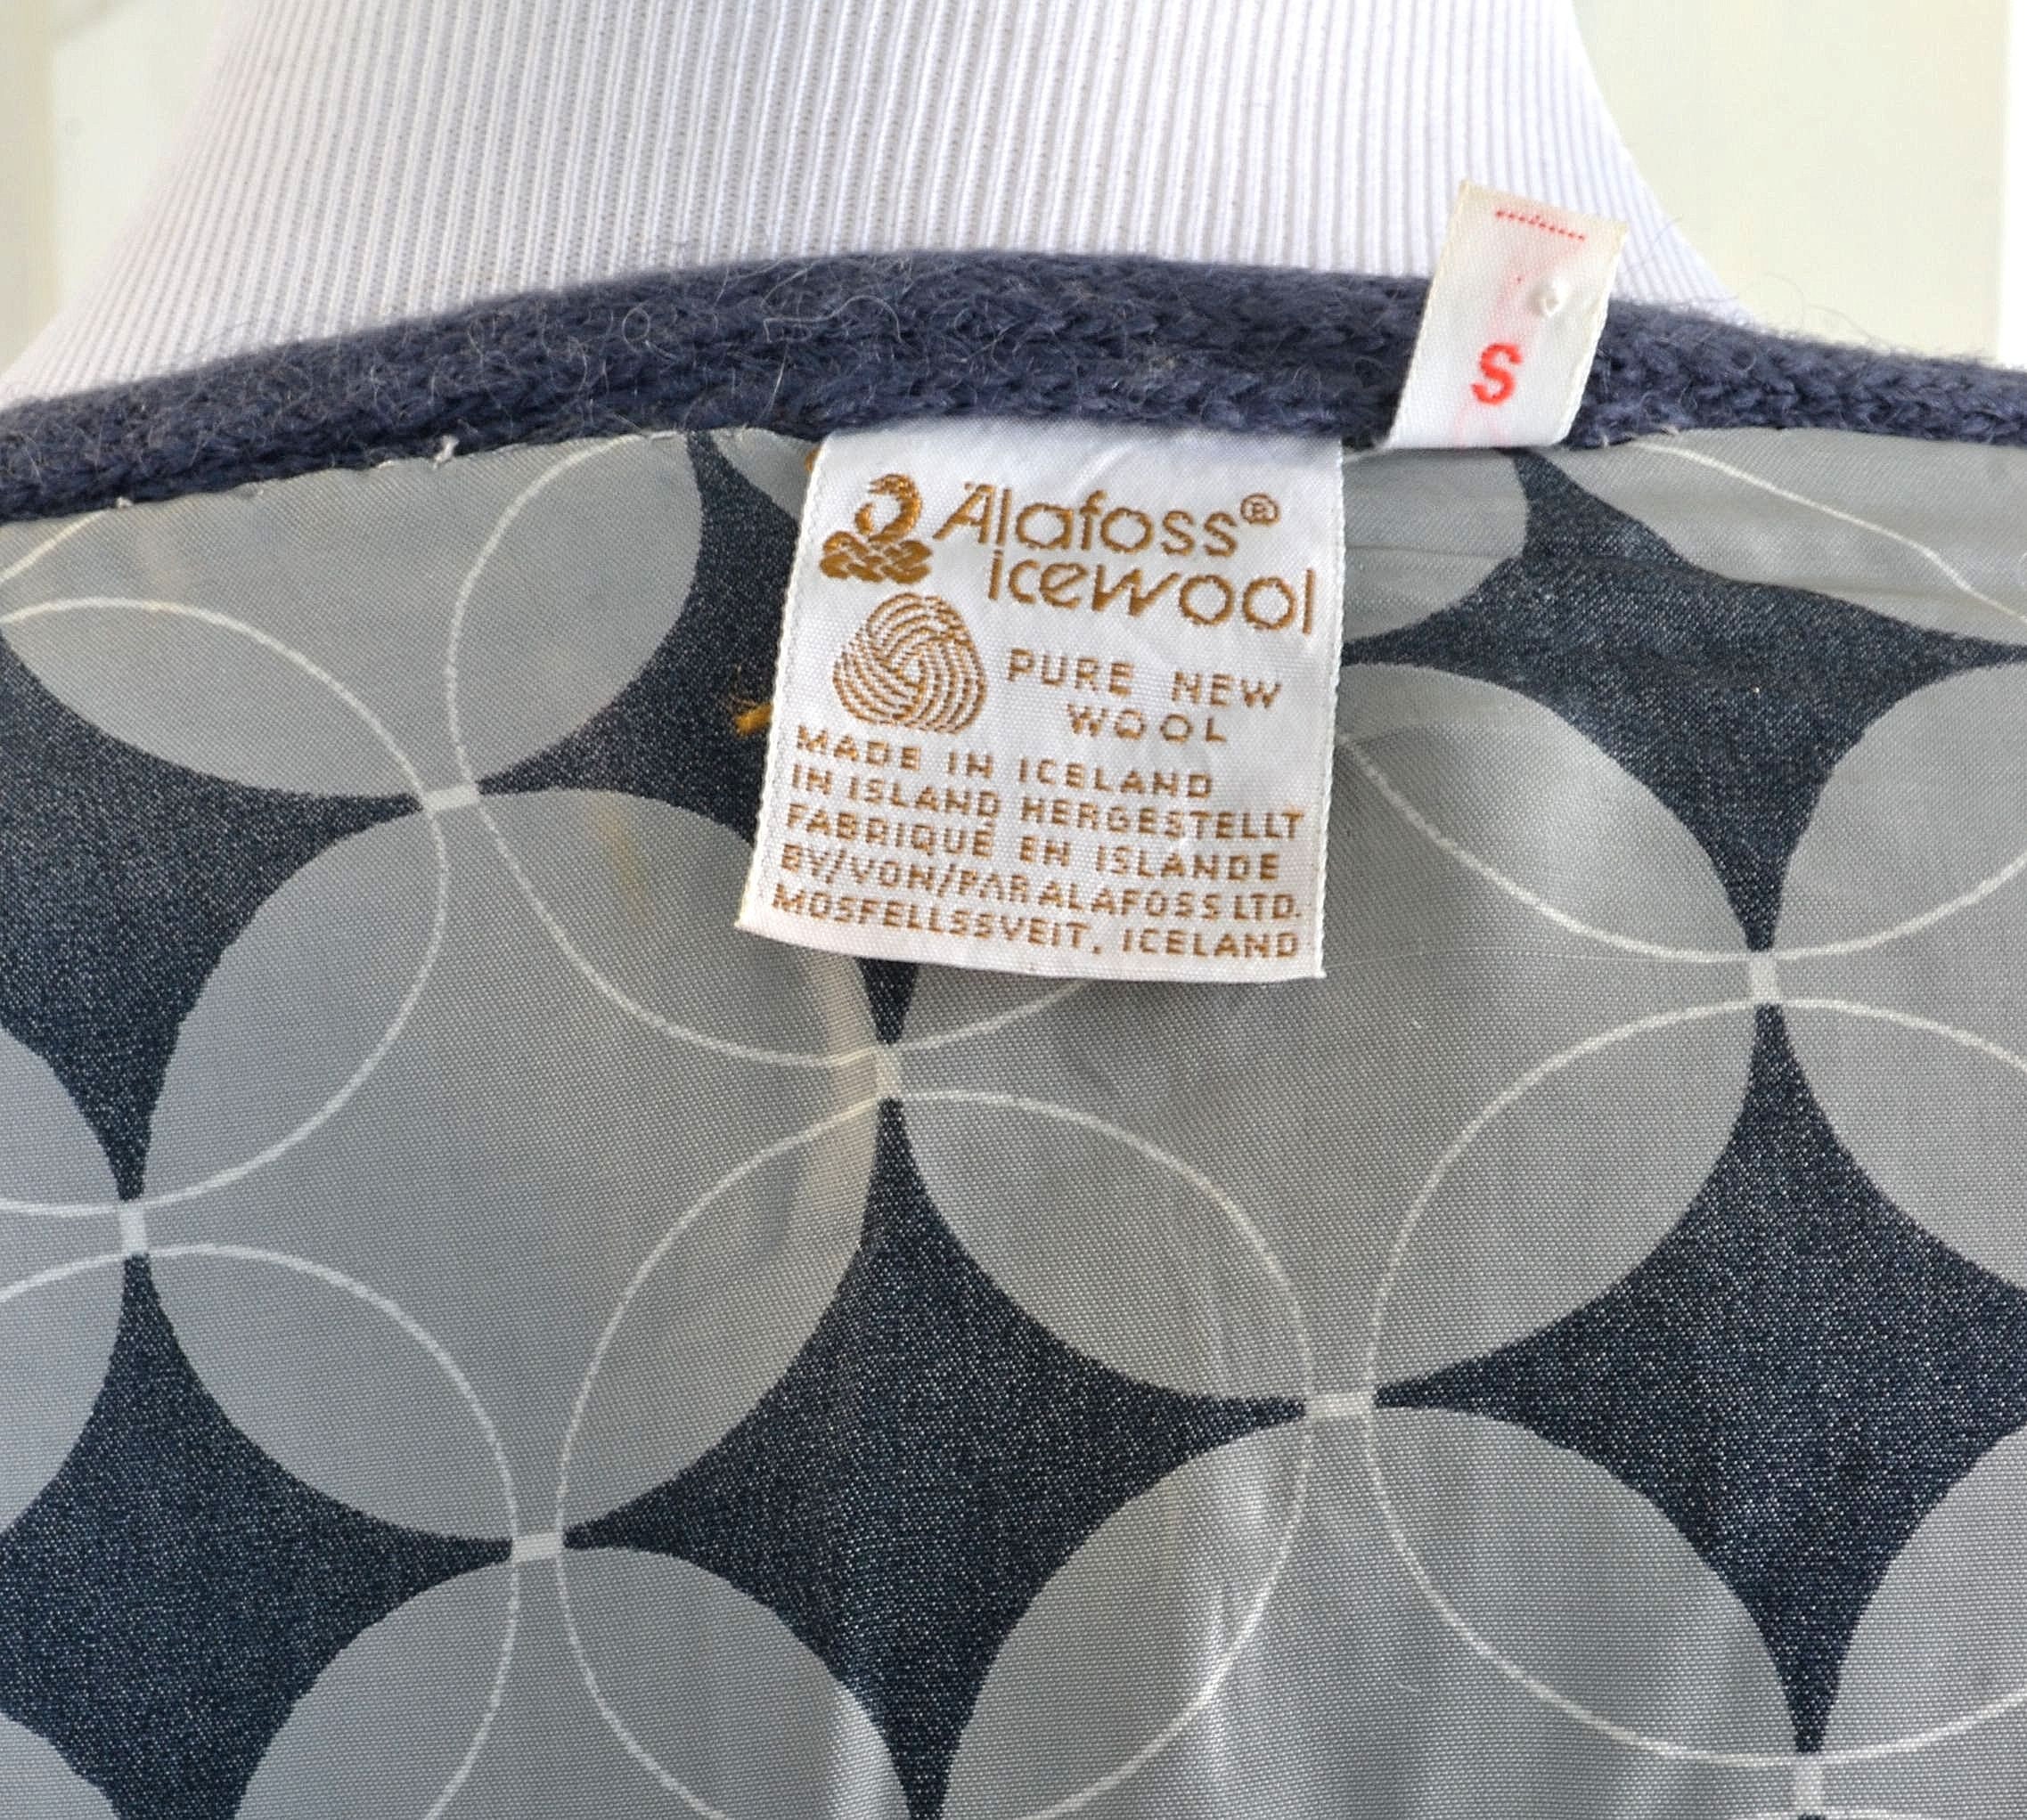 S
Alafoss®
icewool
PURE NEW
WOOL
MADE IN ICELAND
IN ISLAND HERGESTELLT
FABRIQUÉ EN ISLANDE
BY/VON/PAR ALAFOSS LTD.
MOSFELLSSVEIT, ICELAND